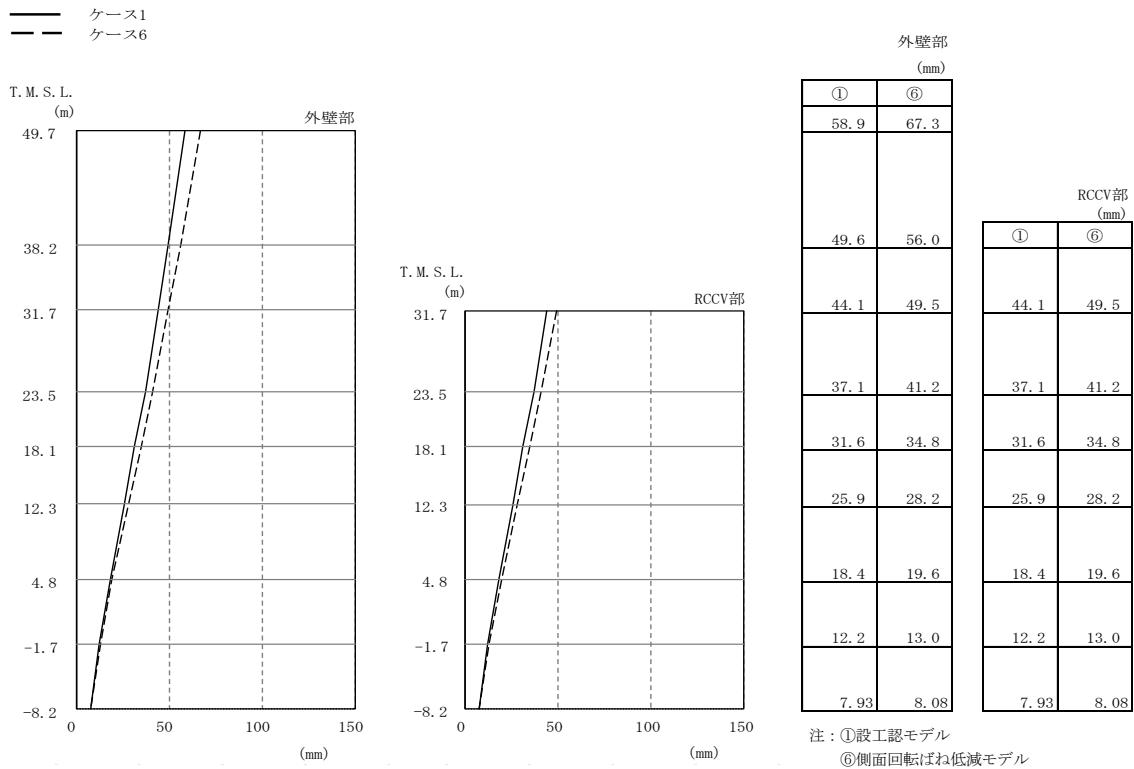 ケース1
ケース6
T.M.S.L.
(m)
外壁部
49.7
38.2
31.7
23.5
18.1
12.3
4.8
-1.7
-8.2
0 50 100 150
(mm)
T.M.S.L.
(m)
RCCV部
31.7
23.5
18.1
12.3
4.8
-1.7
-8.2
0 50 100 150
(mm)
外壁部
(mm)
① ⑥
58.9 67.3
49.6 56.0
44.1 49.5
37.1 41.2
31.6 34.8
25.9 28.2
18.4 19.6
12.2 13.0
7.93 8.08
RCCV部
(mm)
① ⑥
44.1 49.5
37.1 41.2
31.6 34.8
25.9 28.2
18.4 19.6
12.2 13.0
7.93 8.08
注：①設工認モデル
⑥側面回転ばね低減モデル